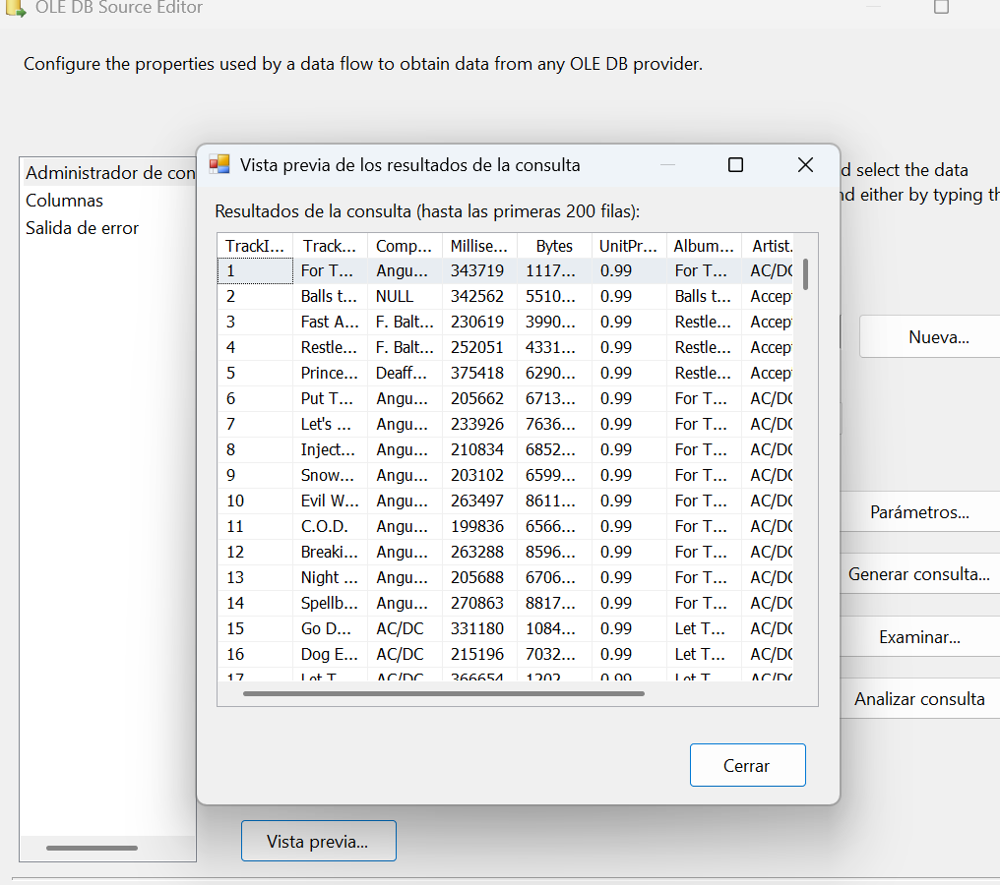 OLE DB Source Editor
Configure the properties used by a data flow to obtain data from any OLE DB provider.
Administrador de con
Columnas
Salida de error
d select the data
nd either by typing th
Vista previa de los resultados de la consulta
Resultados de la consulta (hasta las primeras 200 filas):
TrackI... Track... Comp... Millise... Bytes UnitPr... Album... Artist.
1 For T... Angu... 343719 1117... 0.99 For T... AC/DC
2 Balls t... NULL 342562 5510... 0.99 Balls t... Accep
3 Fast A... F. Balt... 230619 3990... 0.99 Restle... Accep
4 Restle... F. Balt... 252051 4331... 0.99 Restle... Accep
5 Prince... Deaff... 375418 6290... 0.99 Restle... Accep
6 Put T... Angu... 205662 6713... 0.99 For T... AC/DC
7 Let's ... Angu... 233926 7636... 0.99 For T... AC/DC
8 Inject... Angu... 210834 6852... 0.99 For T... AC/DC
9 Snow... Angu... 203102 6599... 0.99 For T... AC/DC
10 Evil W... Angu... 263497 8611... 0.99 For T... AC/DC
11 C.O.D. Angu... 199836 6566... 0.99 For T... AC/DC
12 Breaki... Angu... 263288 8596... 0.99 For T... AC/DC
13 Night ... Angu... 205688 6706... 0.99 For T... AC/DC
14 Spellb... Angu... 270863 8817... 0.99 For T... AC/DC
15 Go D... AC/DC 331180 1084... 0.99 Let T... AC/DC
16 Dog E... AC/DC 215196 7032... 0.99 Let T... AC/DC
17 Let T... AC/DC 366654 1202... 0.99 Let T... AC/DC
Cerrar
Nueva...
Parámetros...
Generar consulta...
Examinar...
Analizar consulta
Vista previa...